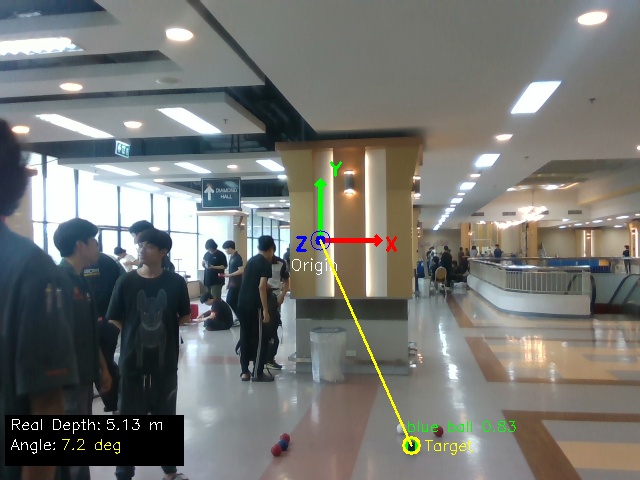 DIAMOND
HALL
Y
Z
X
Origin
blue ball 0.83
Target
Real Depth: 5.13 m
Angle: 7.2 deg